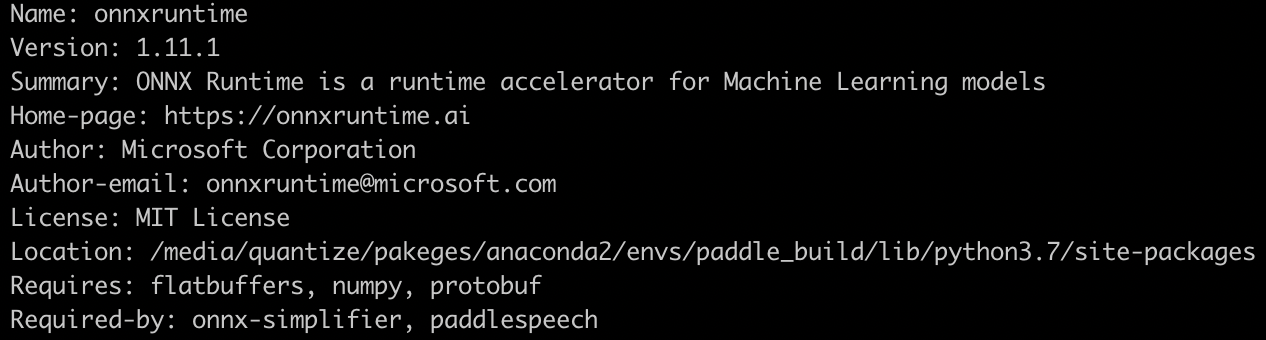 Name: onnxruntime
Version: 1.11.1
Summary: ONNX Runtime is a runtime accelerator for Machine Learning models
Home-page: https://onnxruntime.ai
Author: Microsoft Corporation
Author-email: onnxruntime@microsoft.com
License: MIT License
Location: /media/quantize/pakeges/anaconda2/envs/paddle_build/lib/python3.7/site-packages
Requires: flatbuffers, numpy, protobuf
Required-by: onnx-simplifier, paddlespeech